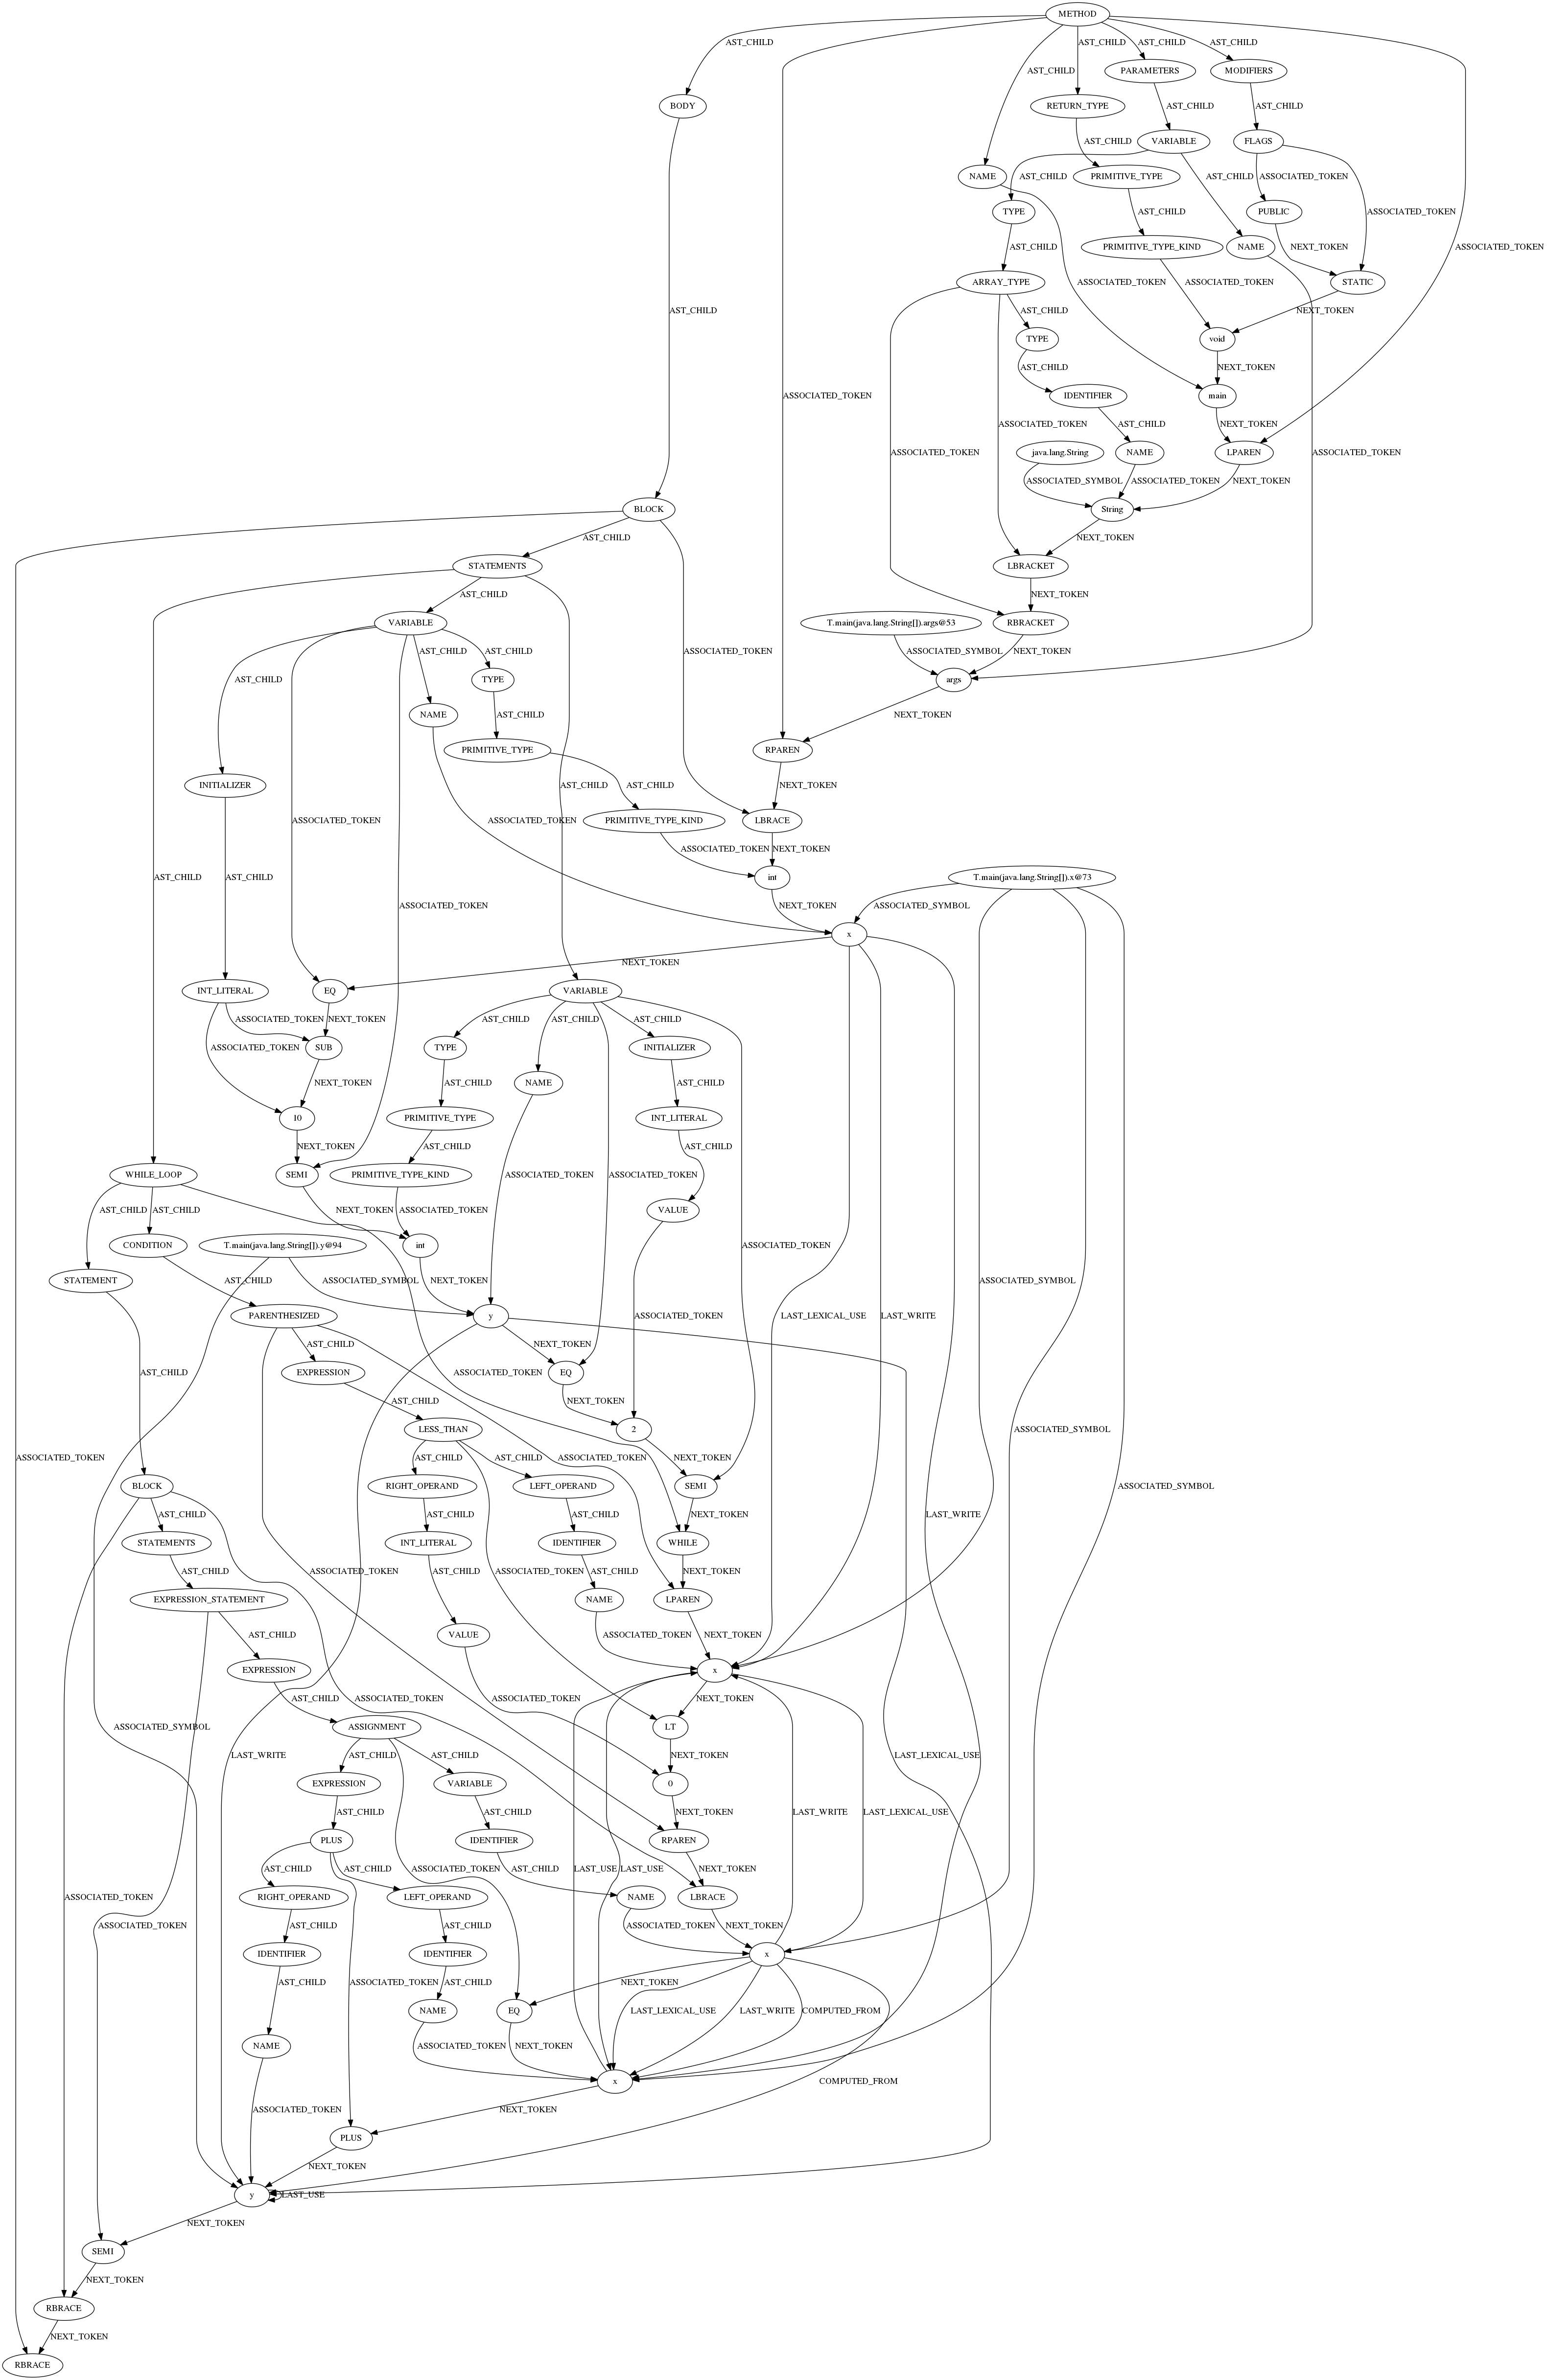 METHOD
AST_CHILD
AST_CHILD
AST_CHILD
AST_CHILD
AST_CHILD
PARAMETERS
MODIFIERS
BODY
RETURN_TYPE
AST_CHILD
AST_CHILD
AST_CHILD
VARIABLE
FLAGS
NAME
AST_CHILD
PRIMITIVE_TYPE
AST_CHILD
ASSOCIATED_TOKEN
TYPE
AST_CHILD
PUBLIC
ASSOCIATED_TOKEN
AST_CHILD
PRIMITIVE_TYPE_KIND
NAME
NEXT_TOKEN
ASSOCIATED_TOKEN
ARRAY_TYPE
ASSOCIATED_TOKEN
ASSOCIATED_TOKEN
STATIC
AST_CHILD
AST_CHILD
NEXT_TOKEN
TYPE
void
AST_CHILD
NEXT_TOKEN
ASSOCIATED_TOKEN
IDENTIFIER
main
ASSOCIATED_TOKEN
AST_CHILD
NEXT_TOKEN
ASSOCIATED_TOKEN
java.lang.String
NAME
LPAREN
ASSOCIATED_TOKEN
ASSOCIATED_SYMBOL
ASSOCIATED_TOKEN
NEXT_TOKEN
BLOCK
String
AST_CHILD
NEXT_TOKEN
STATEMENTS
LBRACKET
AST_CHILD
NEXT_TOKEN
VARIABLE
T.main(java.lang.String[]).args@53
RBRACKET
AST_CHILD
AST_CHILD
AST_CHILD
ASSOCIATED_TOKEN
ASSOCIATED_SYMBOL
NEXT_TOKEN
TYPE
args
NAME
AST_CHILD
NEXT_TOKEN
PRIMITIVE_TYPE
RPAREN
INITIALIZER
AST_CHILD
AST_CHILD
NEXT_TOKEN
ASSOCIATED_TOKEN
ASSOCIATED_TOKEN
PRIMITIVE_TYPE_KIND
LBRACE
ASSOCIATED_TOKEN
NEXT_TOKEN
AST_CHILD
AST_CHILD
int
T.main(java.lang.String[]).x@73
ASSOCIATED_TOKEN
NEXT_TOKEN
ASSOCIATED_SYMBOL
x
NEXT_TOKEN
INT_LITERAL
EQ
VARIABLE
ASSOCIATED_TOKEN
NEXT_TOKEN
AST_CHILD
AST_CHILD
AST_CHILD
SUB
TYPE
INITIALIZER
ASSOCIATED_TOKEN
NEXT_TOKEN
AST_CHILD
NAME
AST_CHILD
10
PRIMITIVE_TYPE
INT_LITERAL
NEXT_TOKEN
AST_CHILD
AST_CHILD
WHILE_LOOP
SEMI
PRIMITIVE_TYPE_KIND
ASSOCIATED_TOKEN
ASSOCIATED_TOKEN
AST_CHILD
AST_CHILD
NEXT_TOKEN
ASSOCIATED_TOKEN
VALUE
CONDITION
T.main(java.lang.String[]).y@94
int
ASSOCIATED_TOKEN
STATEMENT
AST_CHILD
ASSOCIATED_SYMBOL
NEXT_TOKEN
ASSOCIATED_SYMBOL
PARENTHESIZED
y
ASSOCIATED_TOKEN
LAST_LEXICAL_USE
LAST_WRITE
AST_CHILD
NEXT_TOKEN
AST_CHILD
EXPRESSION
ASSOCIATED_TOKEN
EQ
AST_CHILD
NEXT_TOKEN
LESS_THAN
2
ASSOCIATED_SYMBOL
ASSOCIATED_TOKEN
AST_CHILD
AST_CHILD
ASSOCIATED_TOKEN
NEXT_TOKEN
BLOCK
RIGHT_OPERAND
LEFT_OPERAND
SEMI
ASSOCIATED_SYMBOL
AST_CHILD
AST_CHILD
AST_CHILD
NEXT_TOKEN
LAST_WRITE
STATEMENTS
INT_LITERAL
IDENTIFIER
WHILE
AST_CHILD
ASSOCIATED_TOKEN
AST_CHILD
ASSOCIATED_TOKEN
AST_CHILD
NEXT_TOKEN
EXPRESSION_STATEMENT
NAME
LPAREN
AST_CHILD
VALUE
ASSOCIATED_TOKEN
NEXT_TOKEN
EXPRESSION
x
AST_CHILD
ASSOCIATED_TOKEN
ASSOCIATED_TOKEN
NEXT_TOKEN
ASSOCIATED_SYMBOL
ASSIGNMENT
LT
LAST_WRITE
AST_CHILD
AST_CHILD
NEXT_TOKEN
LAST_LEXICAL_USE
EXPRESSION
VARIABLE
0
AST_CHILD
AST_CHILD
NEXT_TOKEN
LAST_WRITE
LAST_LEXICAL_USE
PLUS
IDENTIFIER
RPAREN
AST_CHILD
AST_CHILD
ASSOCIATED_TOKEN
AST_CHILD
LAST_USE
LAST_USE
NEXT_TOKEN
RIGHT_OPERAND
LEFT_OPERAND
NAME
LBRACE
ASSOCIATED_TOKEN
ASSOCIATED_TOKEN
AST_CHILD
AST_CHILD
ASSOCIATED_TOKEN
NEXT_TOKEN
IDENTIFIER
IDENTIFIER
x
AST_CHILD
ASSOCIATED_TOKEN
AST_CHILD
NEXT_TOKEN
NAME
EQ
LAST_LEXICAL_USE
LAST_WRITE
COMPUTED_FROM
NAME
ASSOCIATED_TOKEN
NEXT_TOKEN
x
COMPUTED_FROM
ASSOCIATED_TOKEN
NEXT_TOKEN
PLUS
NEXT_TOKEN
y
LAST_USE
NEXT_TOKEN
SEMI
NEXT_TOKEN
RBRACE
NEXT_TOKEN
RBRACE